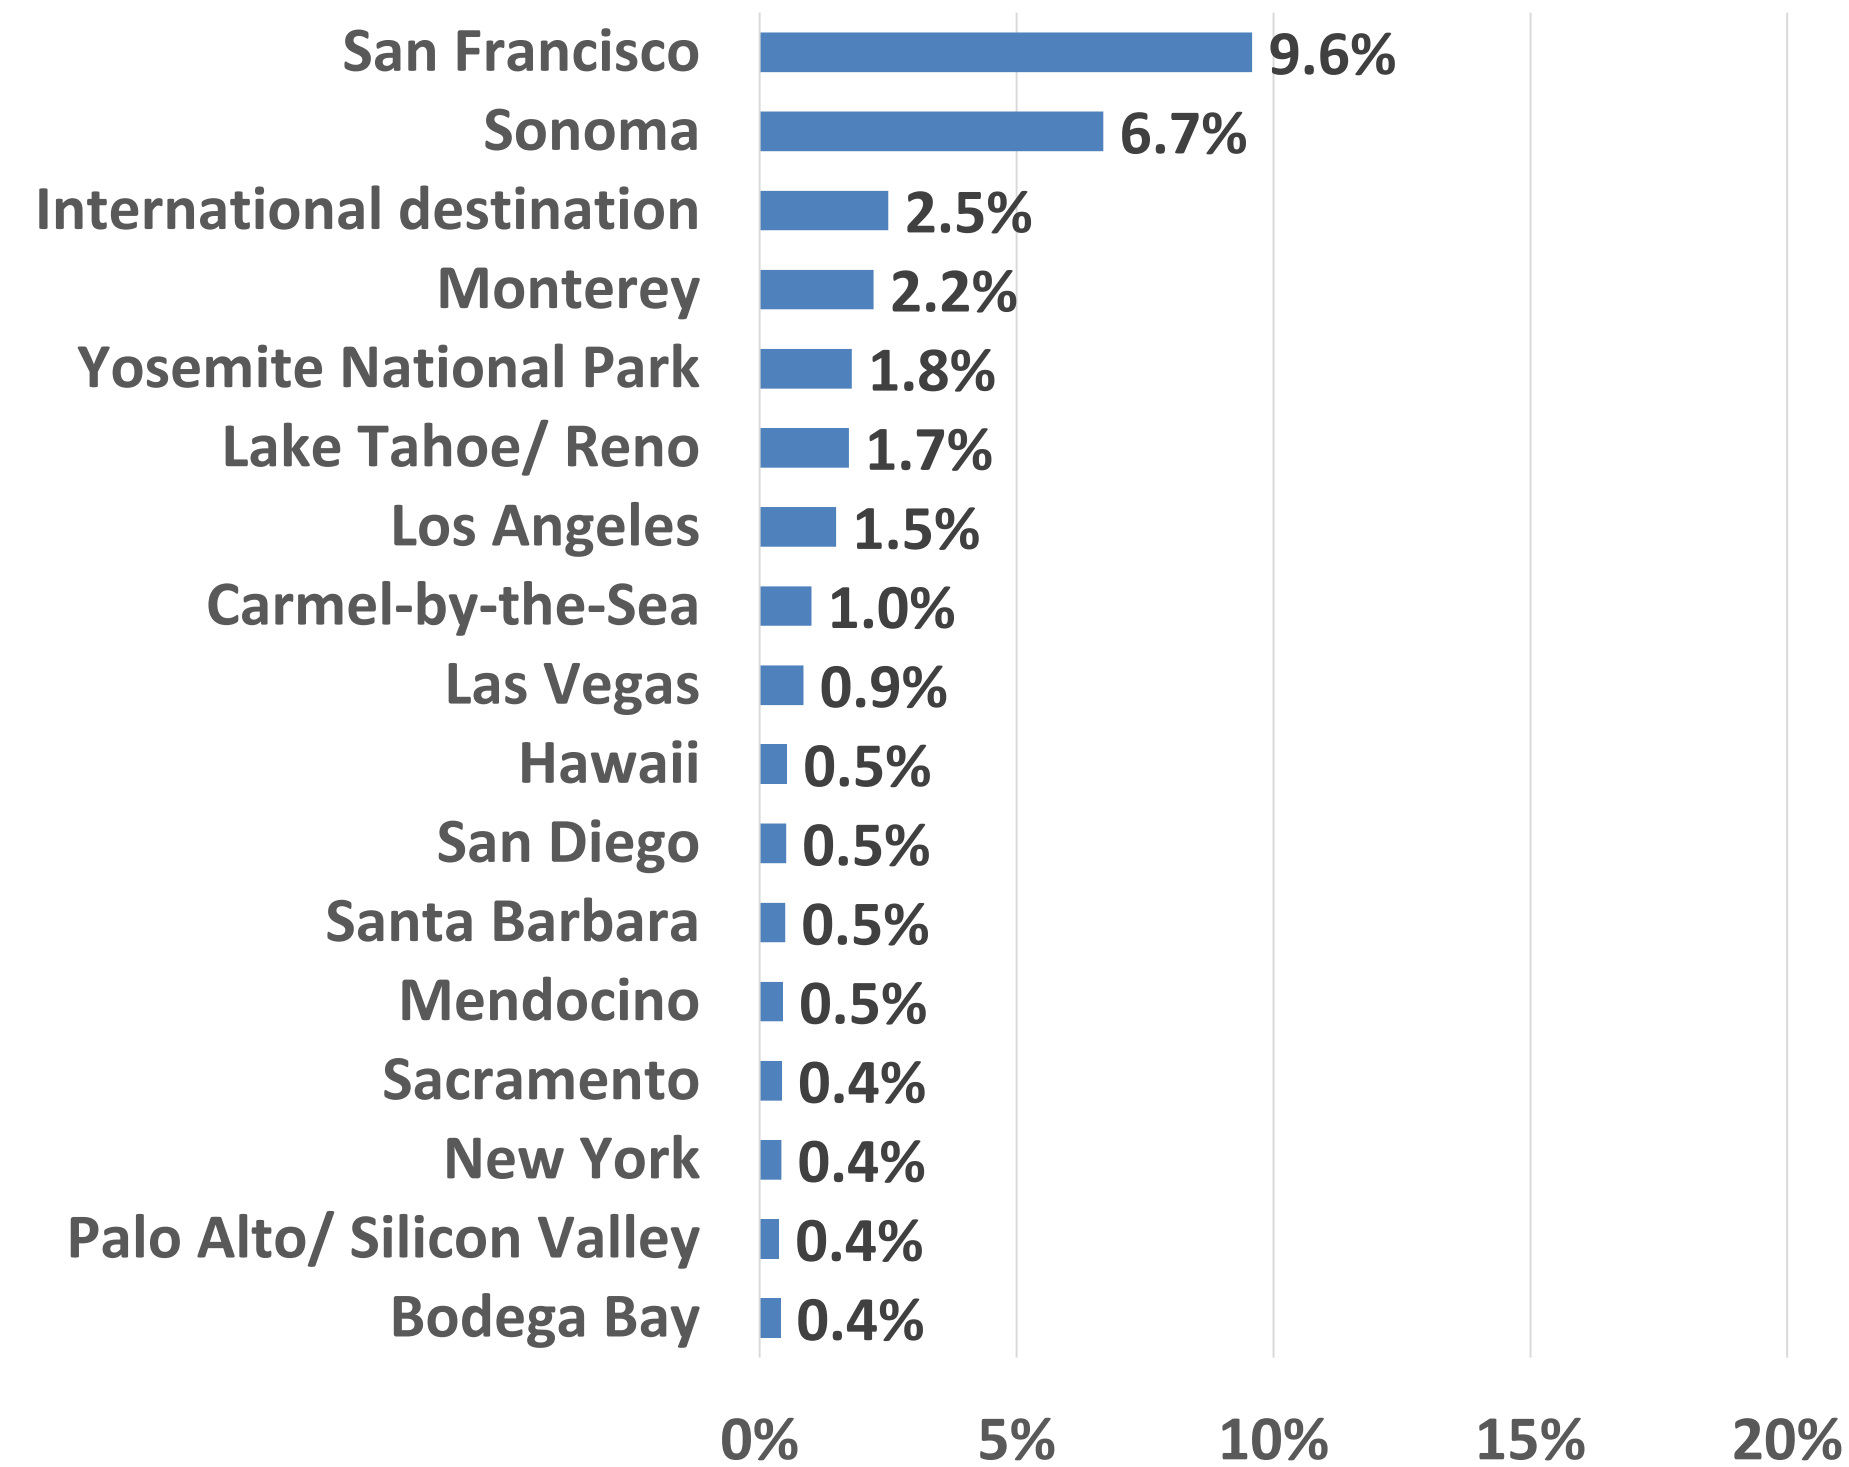 San Francisco 9.6%
Sonoma 6.7%
International destination 2.5%
Monterey 2.2%
Yosemite National Park 1.8%
Lake Tahoe/ Reno 1.7%
Los Angeles 1.5%
Carmel-by-the-Sea 1.0%
Las Vegas 0.9%
Hawaii 0.5%
San Diego 0.5%
Santa Barbara 0.5%
Mendocino 0.5%
Sacramento 0.4%
New York 0.4%
Palo Alto/ Silicon Valley 0.4%
Bodega Bay 0.4%
0% 5% 10% 15% 20%